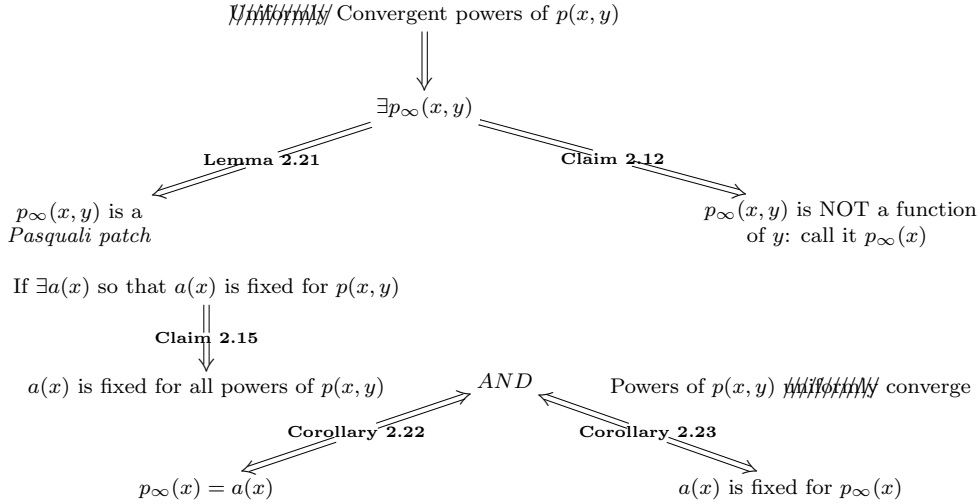 Uniformly Convergent powers of p(x, y)
∃p∞(x, y)
Lemma 2.21 Claim 2.12
p∞(x, y) is a p∞(x, y) is NOT a function
Pasquali patch of y: call it p∞(x)
If ∃a(x) so that a(x) is fixed for p(x, y)
Claim 2.15
a(x) is fixed for all powers of p(x, y) AND Powers of p(x, y) uniformly converge
Corollary 2.22 Corollary 2.23
p∞(x) = a(x) a(x) is fixed for p∞(x)